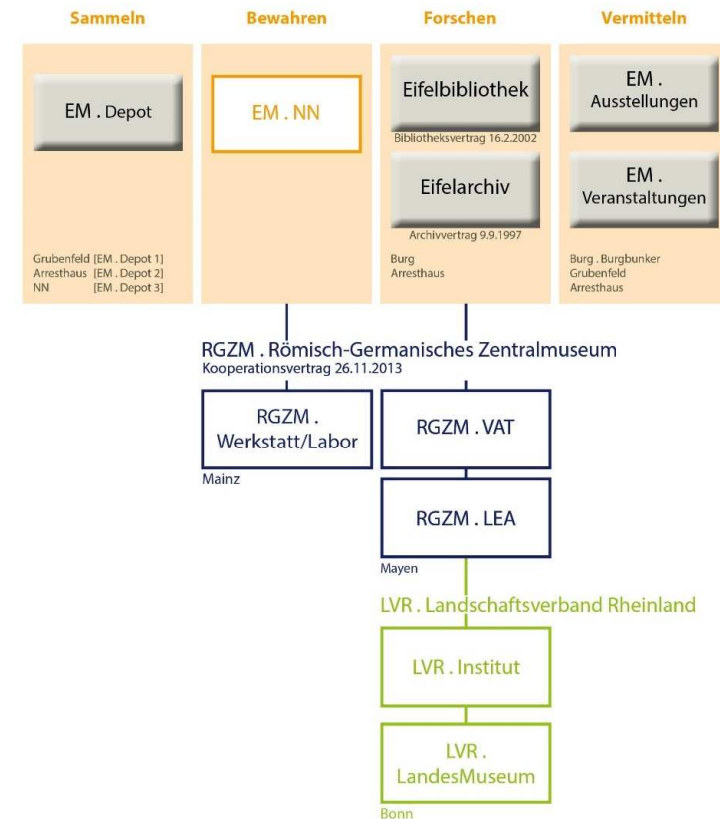 Sammeln
EM . Depot
Grubenfeld [EM . Depot 1]
Arresthaus [EM . Depot 2]
NN [EM . Depot 3]
Bewahren
EM . NN
Forschen
Eifelbibliothek
Bibliotheksvertrag 16.2.2002
Eifelarchiv
Archivvertrag 9.9.1997
Burg
Arresthaus
Vermitteln
EM .
Ausstellungen
EM .
Veranstaltungen
Burg . Burgbunker
Grubenfeld
Arresthaus
RGZM . Römisch-Germanisches Zentralmuseum
Kooperationsvertrag 26.11.2013
RGZM .
Werkstatt/Labor
Mainz
RGZM . VAT
RGZM . LEA
Mayen
LVR . Landschaftsverband Rheinland
LVR . Institut
LVR .
LandesMuseum
Bonn